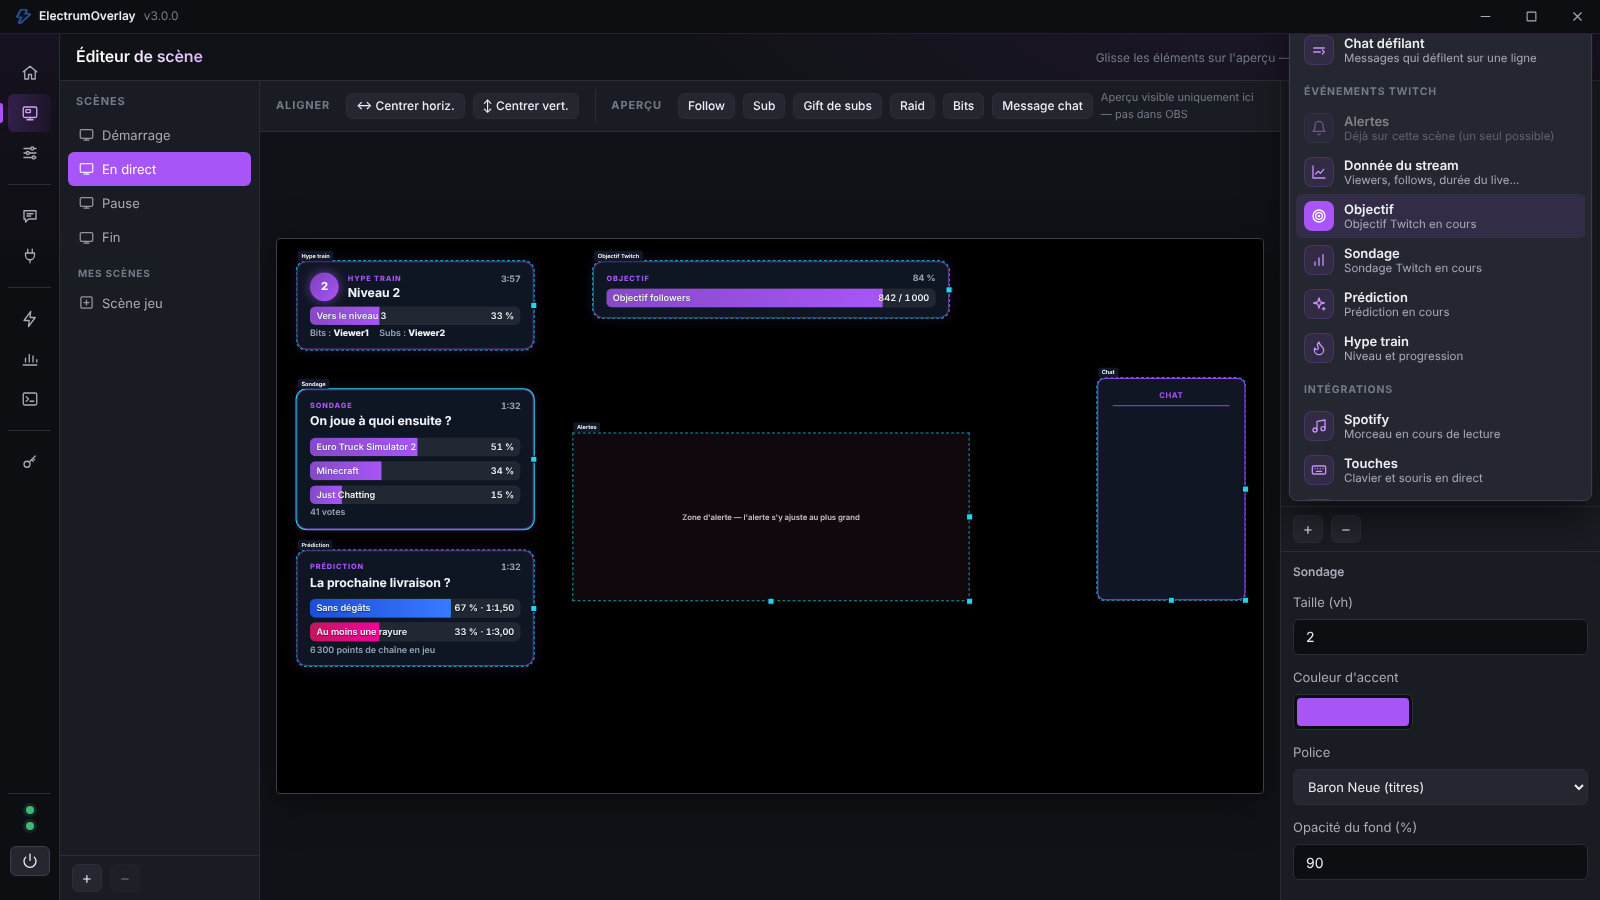 ElectrumOverlay v3.0.0
Éditeur de scène
Glisse les éléments sur l'aperçu —
SCÈNES
Démarrage
En direct
Pause
Fin
MES SCÈNES
Scène jeu
+ −
ALIGNER
Centrer horiz.
Centrer vert.
APERÇU
Follow
Sub
Gift de subs
Raid
Bits
Message chat
Aperçu visible uniquement ici
— pas dans OBS
Hype train
2
HYPE TRAIN 3:57
Niveau 2
Vers le niveau 3 33 %
Bits : Viewer1 Subs : Viewer2
Objectif Twitch
OBJECTIF 84 %
Objectif followers 842 / 1 000
Sondage
SONDAGE 1:32
On joue à quoi ensuite ?
Euro Truck Simulator 2 51 %
Minecraft 34 %
Just Chatting 15 %
41 votes
Prédiction
PRÉDICTION 1:32
La prochaine livraison ?
Sans dégâts 67 % · 1:1,50
Au moins une rayure 33 % · 1:3,00
6 300 points de chaîne en jeu
Alertes
Zone d'alerte — l'alerte s'y ajuste au plus grand
Chat
CHAT
Chat défilant
Messages qui défilent sur une ligne
ÉVÉNEMENTS TWITCH
Alertes
Déjà sur cette scène (un seul possible)
Donnée du stream
Viewers, follows, durée du live…
Objectif
Objectif Twitch en cours
Sondage
Sondage Twitch en cours
Prédiction
Prédiction en cours
Hype train
Niveau et progression
INTÉGRATIONS
Spotify
Morceau en cours de lecture
Touches
Clavier et souris en direct
+ −
Sondage
Taille (vh)
2
Couleur d'accent
Police
Baron Neue (titres)
Opacité du fond (%)
90